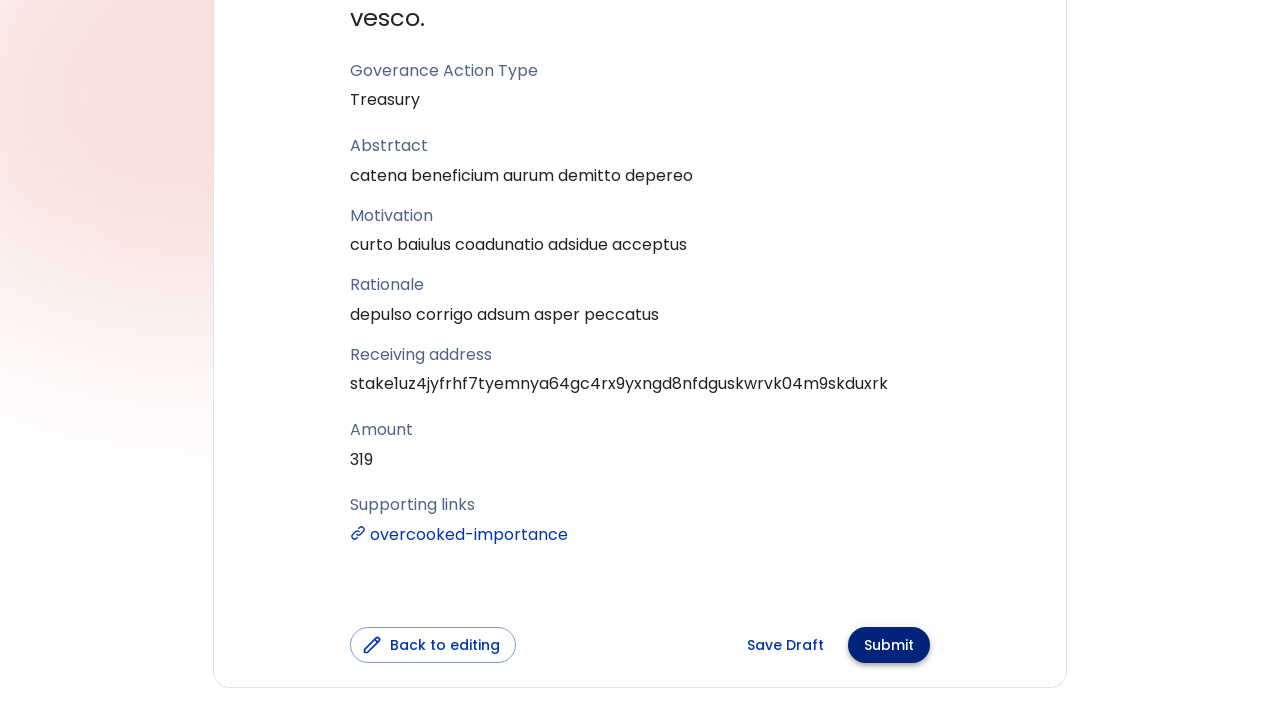 vesco.
Goverance Action Type
Treasury
Abstrtact
catena beneficium aurum demitto depereo
Motivation
curto baiulus coadunatio adsidue acceptus
Rationale
depulso corrigo adsum asper peccatus
Receiving address
stake1uz4jyfrhf7tyemnya64gc4rx9yxngd8nfdguskwrvk04m9skduxrk
Amount
319
Supporting links
overcooked-importance
Back to editing
Save Draft
Submit